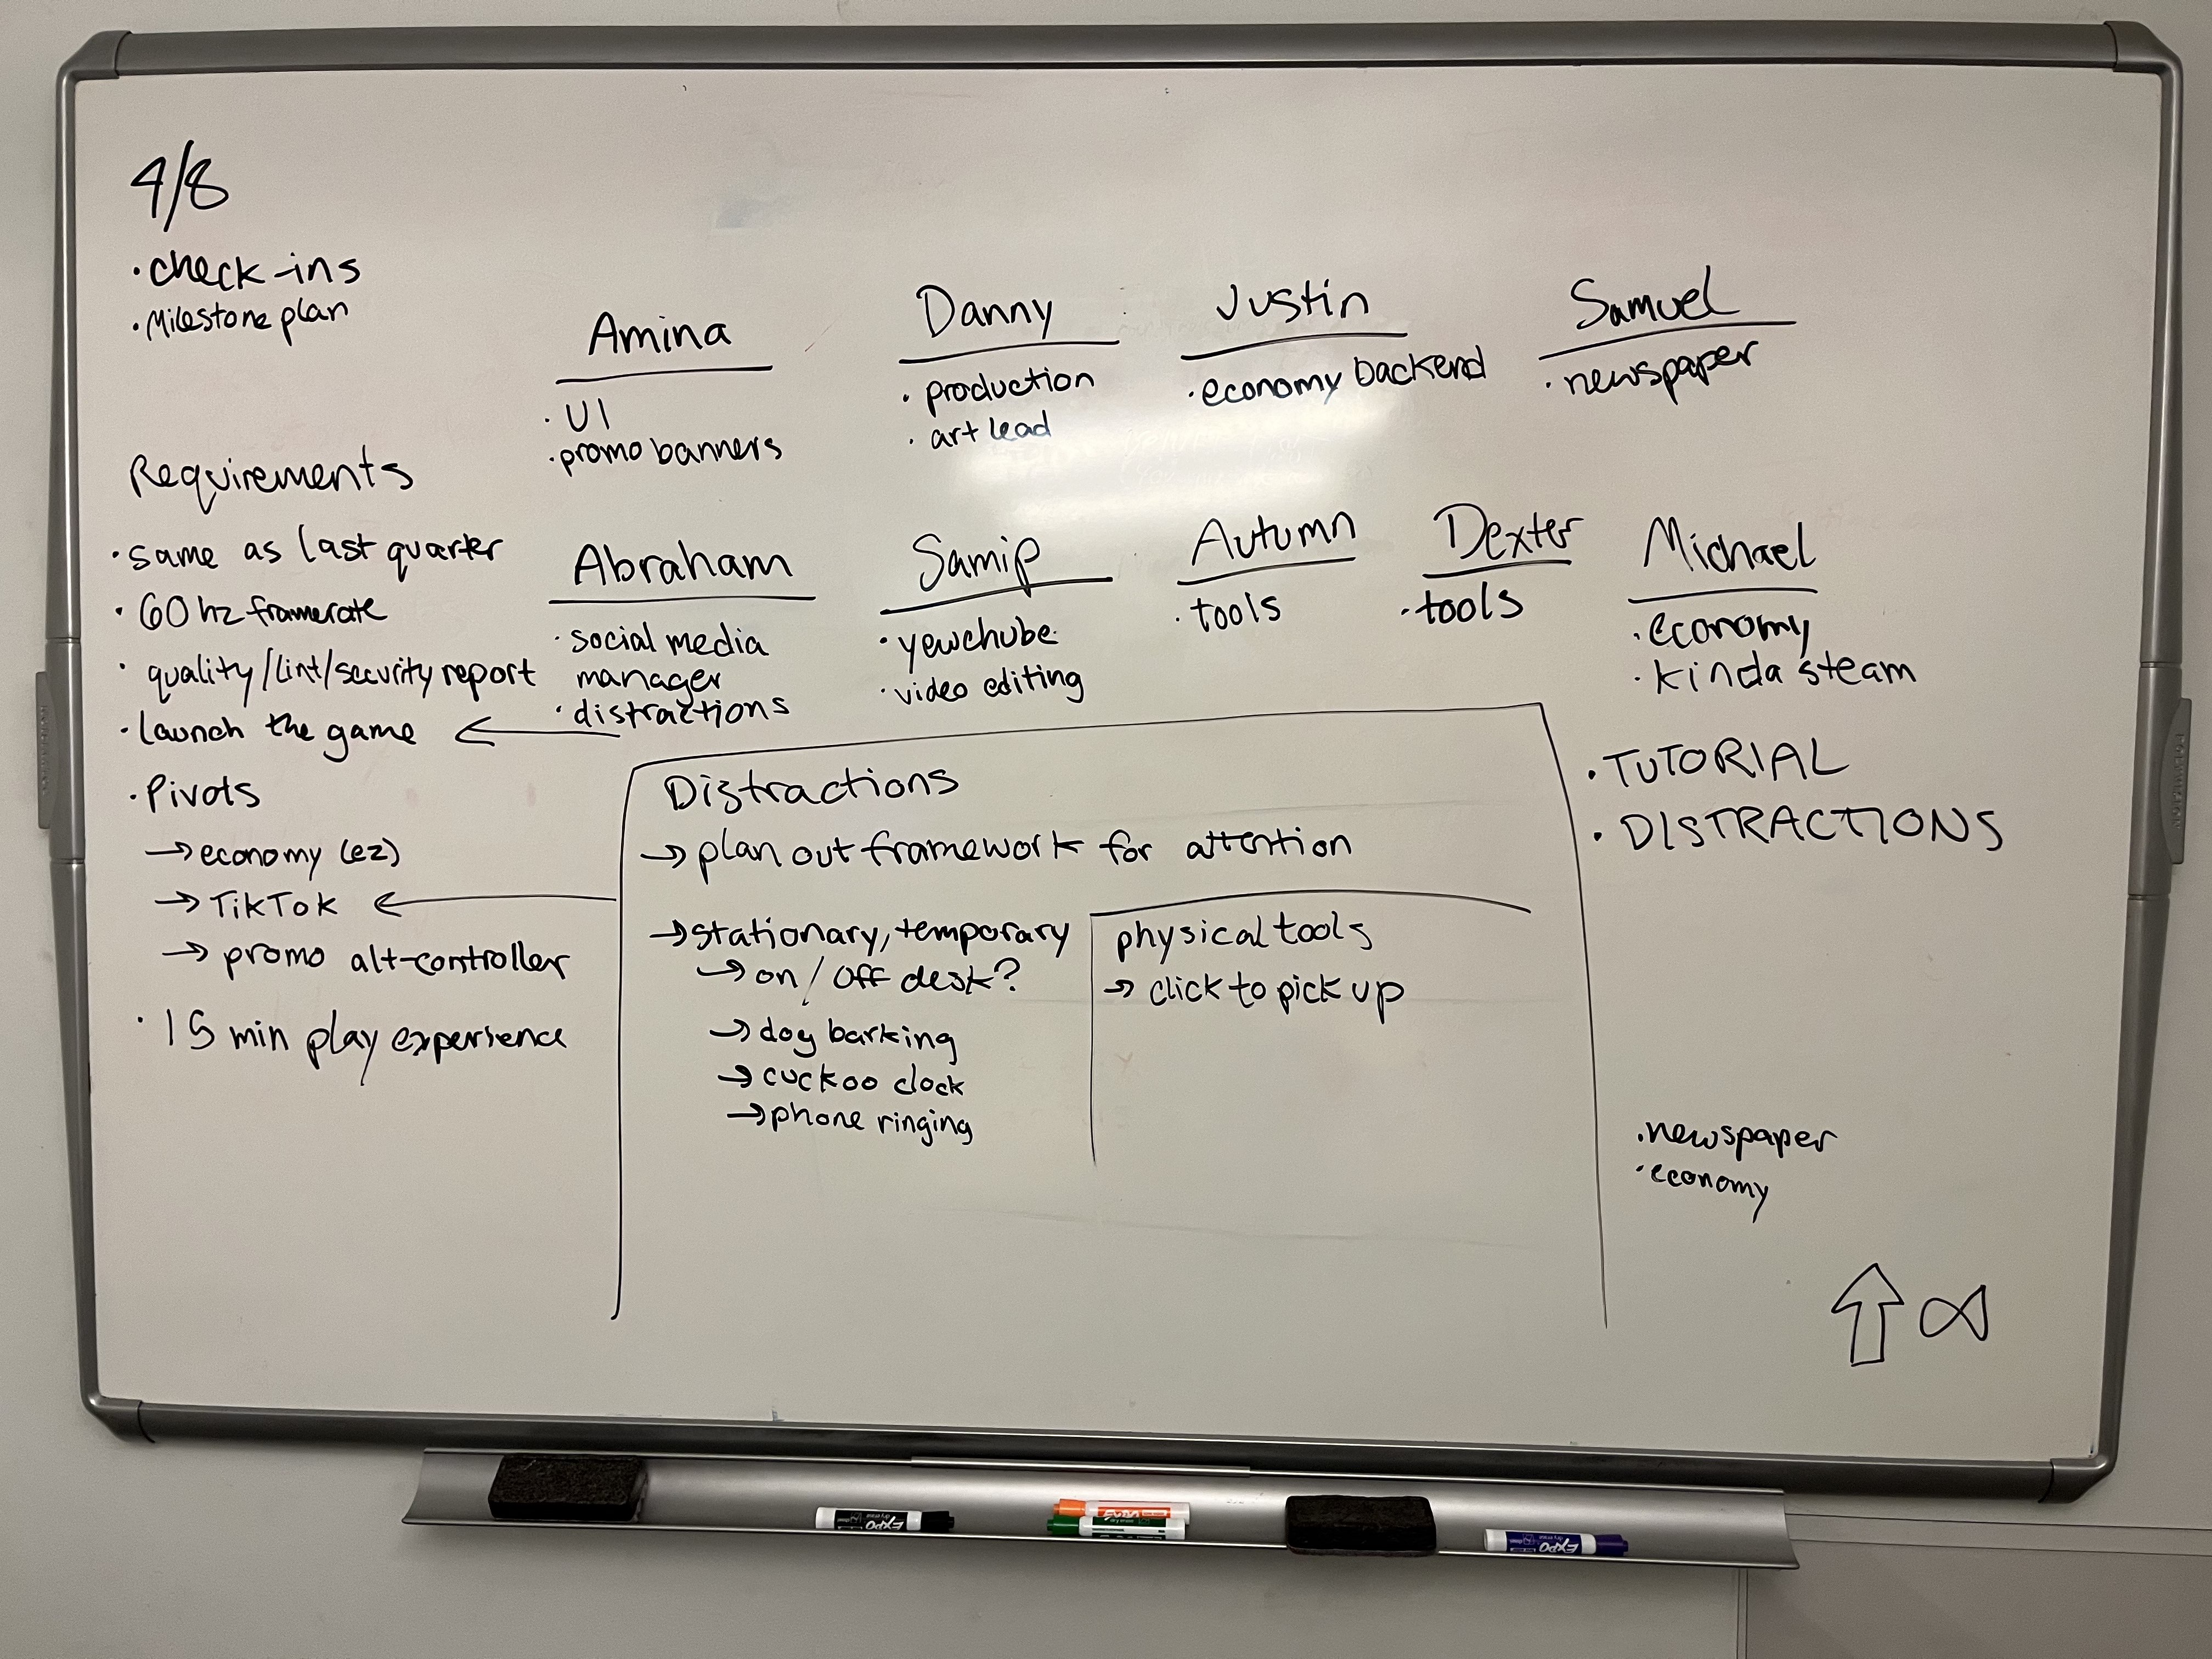 4/8
• check-ins
• Milestone plan
Requirements
• same as last quarter
• 60 hz framerate
• quality/lint/security report
• launch the game ←
• Pivots
→ economy (ez)
→ TikTok ←
→ promo alt-controller
• 15 min play experience
Amina
• UI
• promo banners
Danny
• production
• art lead
Justin
• economy backend
Samuel
• newspaper
Abraham
• social media
manager
• distractions
Samip
• yewchube
• video editing
Autumn
• tools
Dexter
• tools
Michael
• economy
• kinda steam
Distractions
→ plan out framework for attention
→ stationary, temporary
→ on / off desk?
→ dog barking
→ cuckoo clock
→ phone ringing
physical tools
→ click to pick up
• TUTORIAL
• DISTRACTIONS
• newspaper
• economy
⇧ ∞
EXPO
EXPO